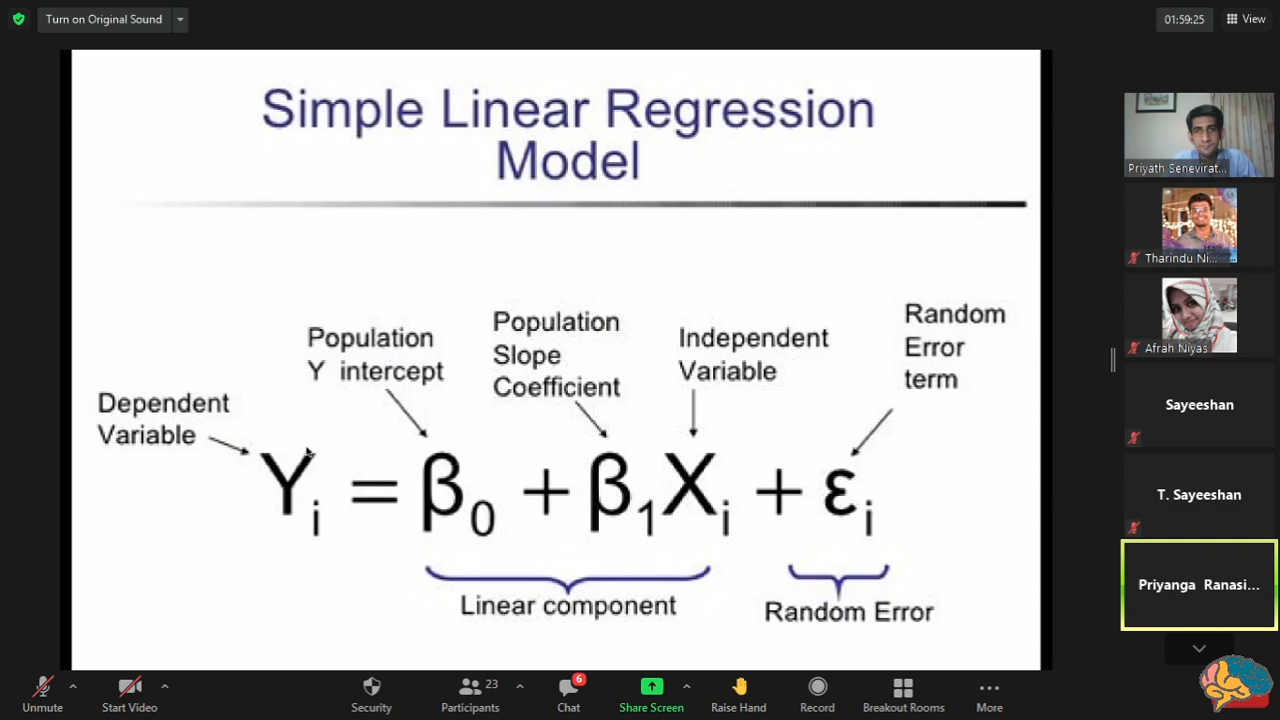 Turn on Original Sound
01:59:25
View
Simple Linear Regression
Model
Population
Y intercept
Population
Slope
Coefficient
Independent
Variable
Random
Error
term
Dependent
Variable
Yi = β0 + β1Xi + εi
Linear component
Random Error
Priyath Senevirat...
Tharindu Ni...
Afrah Niyas
Sayeeshan
T. Sayeeshan
Priyanga Ranasi...
Unmute
Start Video
Security
23
Participants
6
Chat
Share Screen
Raise Hand
Record
Breakout Rooms
More